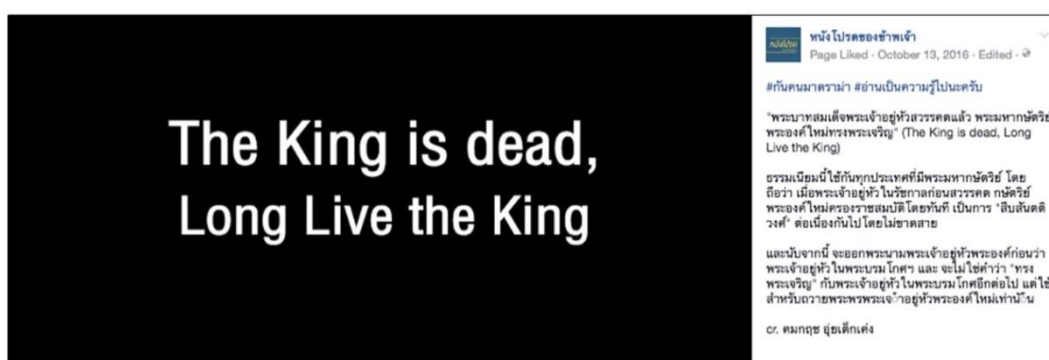 The King is dead,
Long Live the King
หนังโปรดของข้าพเจ้า
Page Liked · October 13, 2016 · Edited ·
#กันคนมาดราม่า #อ่านเป็นความรู้ไปนะครับ
"พระบาทสมเด็จพระเจ้าอยู่หัวสวรรคตแล้ว พระมหากษัตริย์
พระองค์ใหม่ทรงพระเจริญ" (The King is dead, Long
Live the King)
ธรรมเนียมนี้ใช้กันทุกประเทศที่มีพระมหากษัตริย์ โดย
ถือว่า เมื่อพระเจ้าอยู่หัวในรัชกาลก่อนสวรรคต กษัตริย์
พระองค์ใหม่ครองราชสมบัติโดยทันที เป็นการ "สืบสันตติ
วงศ์" ต่อเนื่องกันไปโดยไม่ขาดสาย
และนับจากนี้ จะออกพระนามพระเจ้าอยู่หัวพระองค์ก่อนว่า
พระเจ้าอยู่หัวในพระบรมโกศฯ และ จะไม่ใช่คำว่า "ทรง
พระเจริญ" กับพระเจ้าอยู่หัวในพระบรมโกศอีกต่อไป แต่ใช้
สำหรับถวายพระพรพระเจ้าอยู่หัวพระองค์ใหม่เท่านั้น
cr. คมกฤช อุ่ยเต็กเค่ง